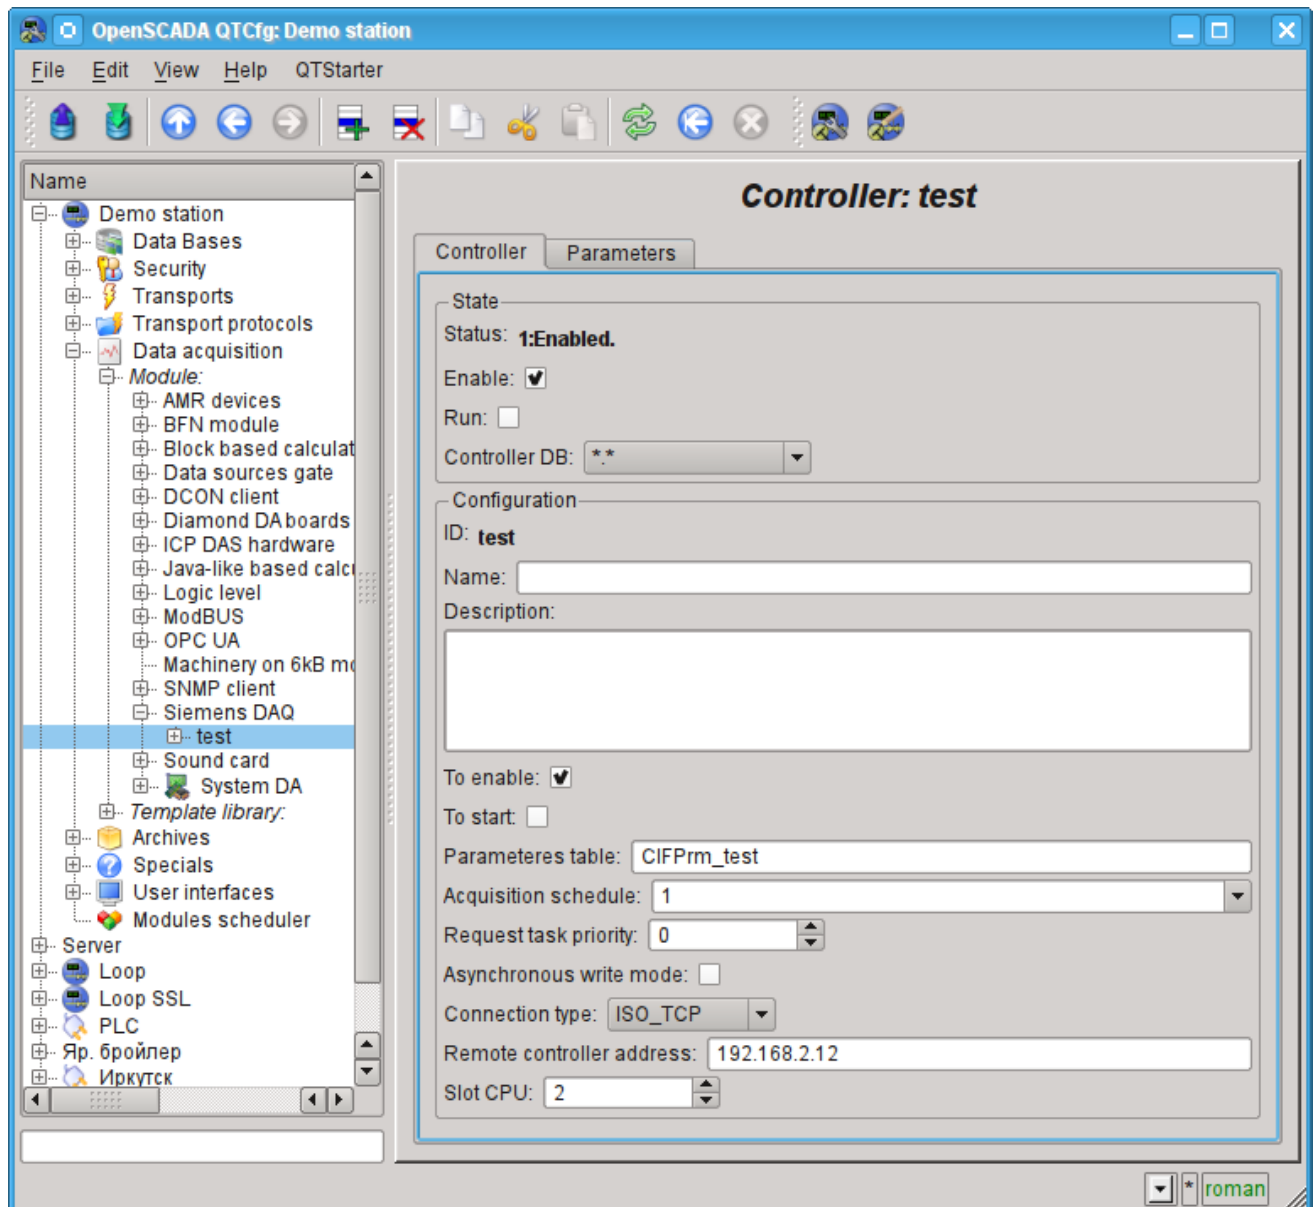 OpenSCADA QTCfg: Demo station
File Edit View Help QTStarter
Name
Demo station
Data Bases
Security
Transports
Transport protocols
Data acquisition
Module:
AMR devices
BFN module
Block based calculat
Data sources gate
DCON client
Diamond DA boards
ICP DAS hardware
Java-like based calcu
Logic level
ModBUS
OPC UA
Machinery on 6kB mo
SNMP client
Siemens DAQ
test
Sound card
System DA
Template library:
Archives
Specials
User interfaces
Modules scheduler
Server
Loop
Loop SSL
PLC
Яр. бройлер
Иркутск
Controller: test
Controller Parameters
State
Status: 1:Enabled.
Enable:
Run:
Controller DB: *.*
Configuration
ID: test
Name:
Description:
To enable:
To start:
Parameteres table: CIFPrm_test
Acquisition schedule: 1
Request task priority: 0
Asynchronous write mode:
Connection type: ISO_TCP
Remote controller address: 192.168.2.12
Slot CPU: 2
* roman